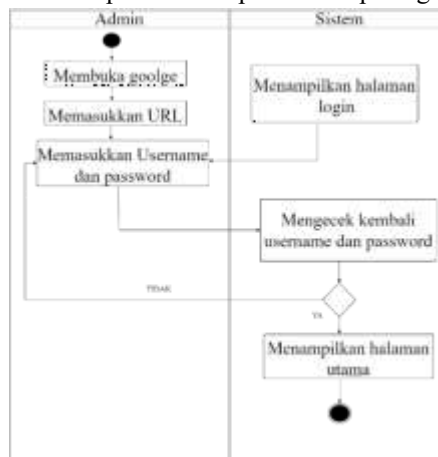 Admin
Sistem
Membuka goolge
Memasukkan URL
Menampilkan halaman
login
Memasukkan Username
dan password
Mengecek kembali
username dan password
TIDAK
YA
Menampilkan halaman
utama